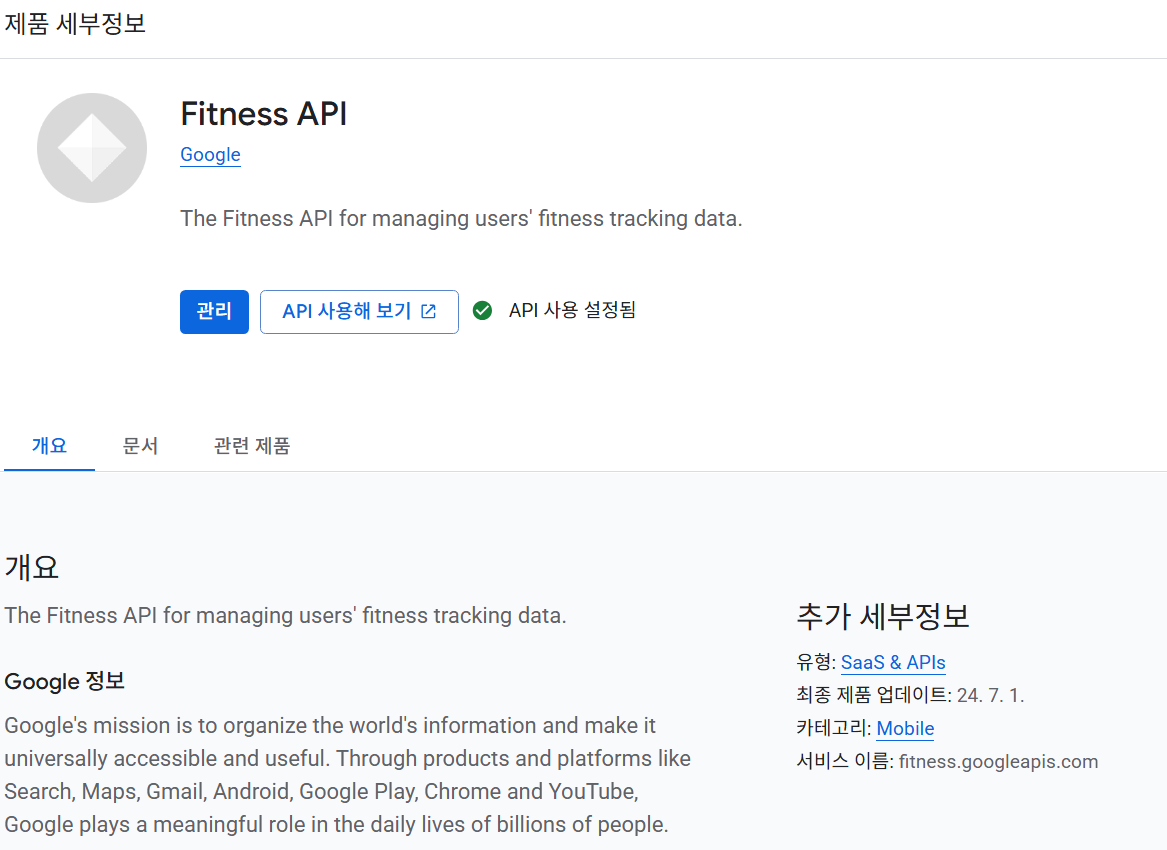 제품 세부정보
Fitness API
Google
The Fitness API for managing users' fitness tracking data.
관리
API 사용해 보기
API 사용 설정됨
개요
문서
관련 제품
개요
The Fitness API for managing users' fitness tracking data.
Google 정보
Google's mission is to organize the world's information and make it
universally accessible and useful. Through products and platforms like
Search, Maps, Gmail, Android, Google Play, Chrome and YouTube,
Google plays a meaningful role in the daily lives of billions of people.
추가 세부정보
유형: SaaS & APIs
최종 제품 업데이트: 24. 7. 1.
카테고리: Mobile
서비스 이름: fitness.googleapis.com